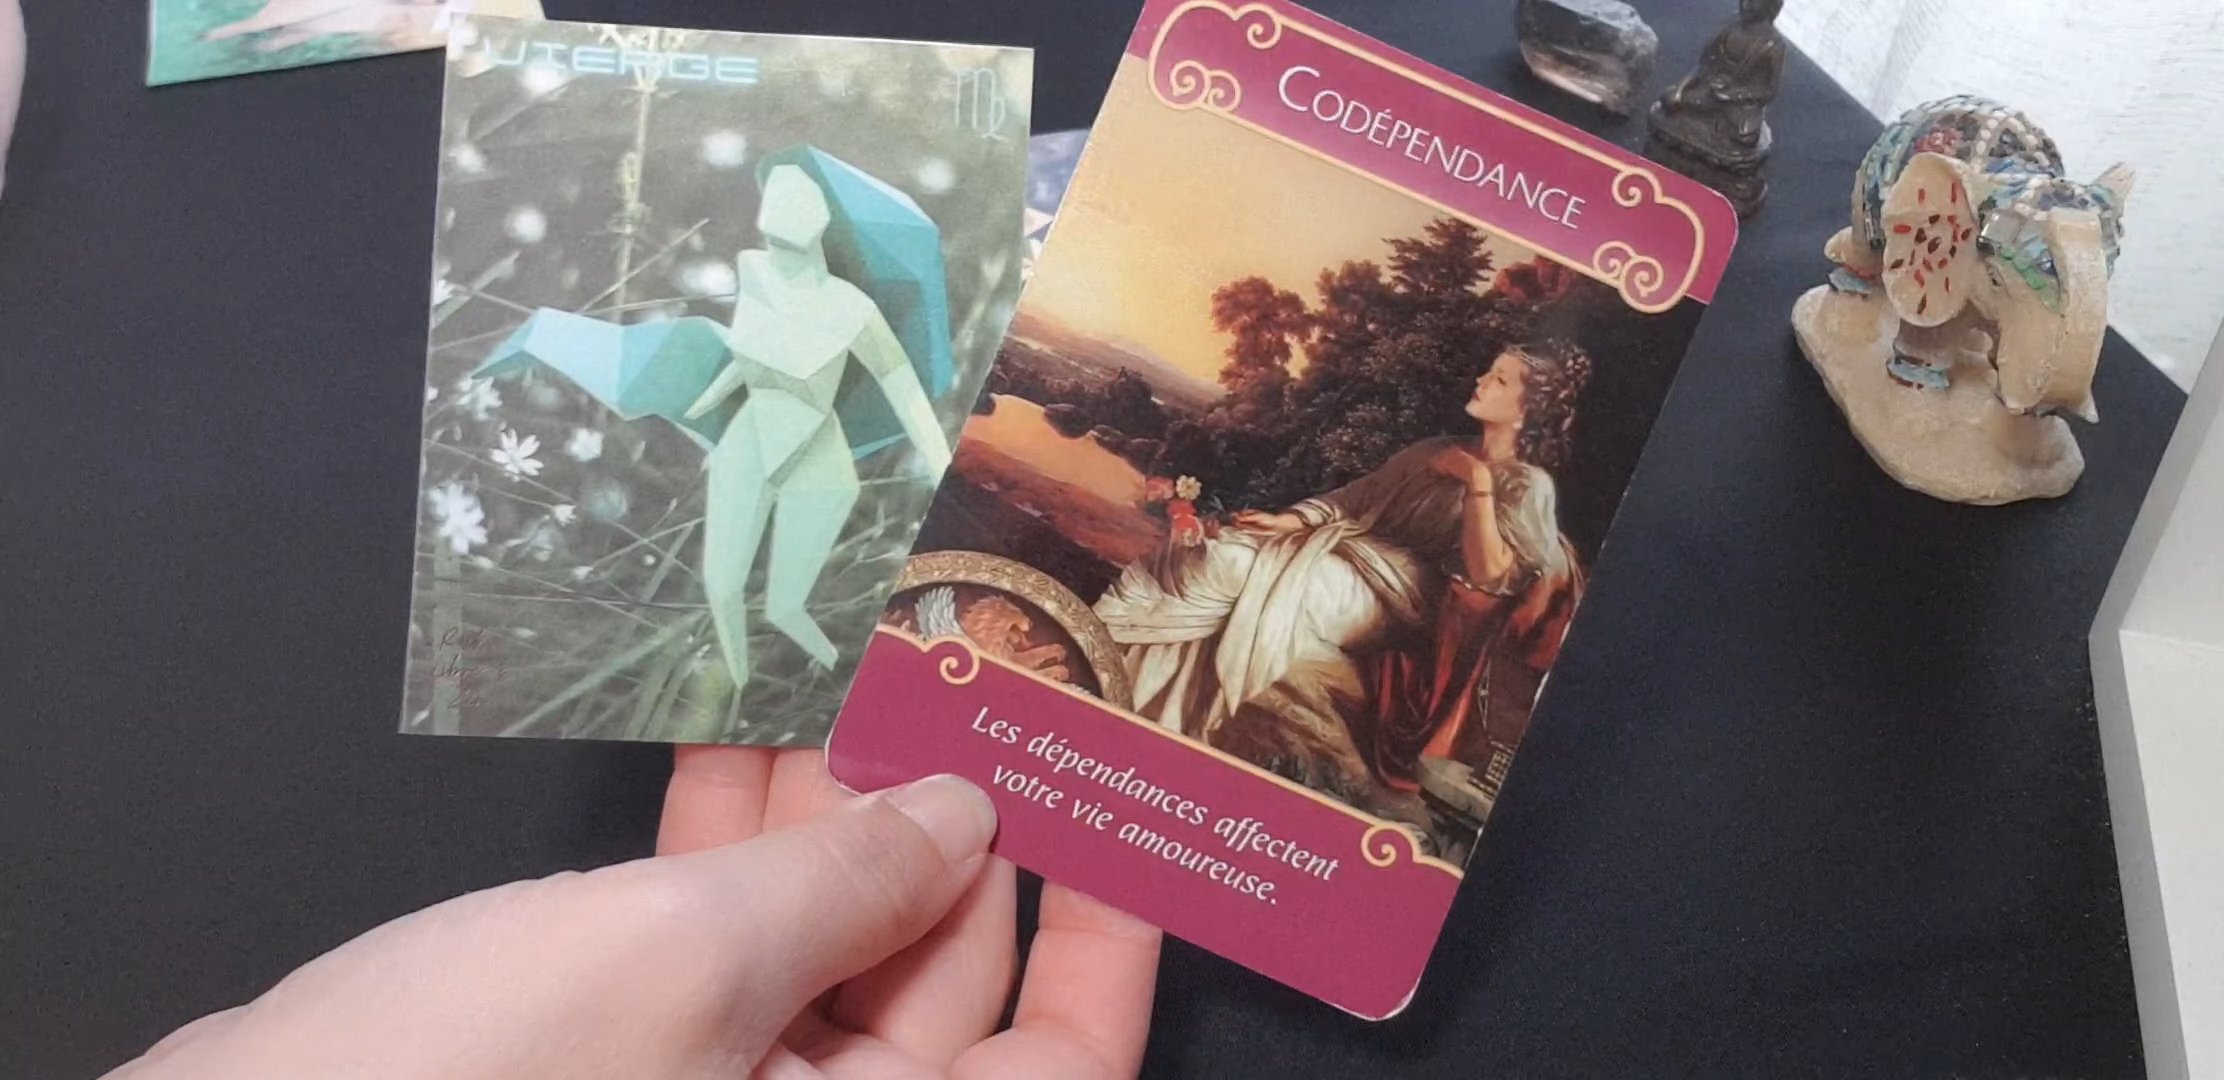 VIERGE
CODÉPENDANCE
Les dépendances affectent
votre vie amoureuse.